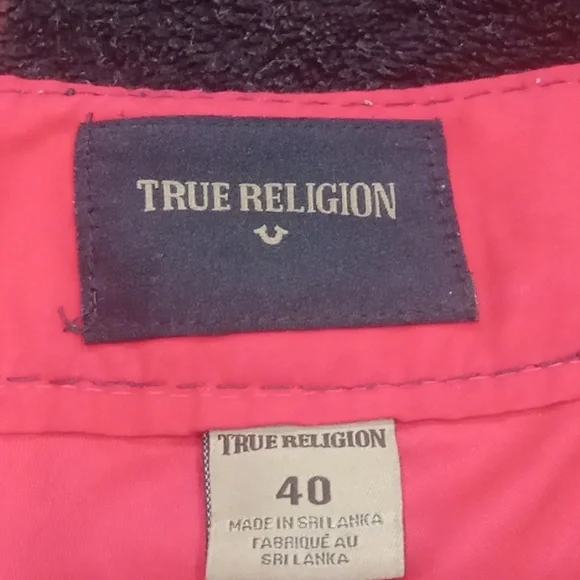 TRUE RELIGION
TRUE RELIGION
40
MADE IN SRI LANKA
FABRIQUÉ AU
SRI LANKA